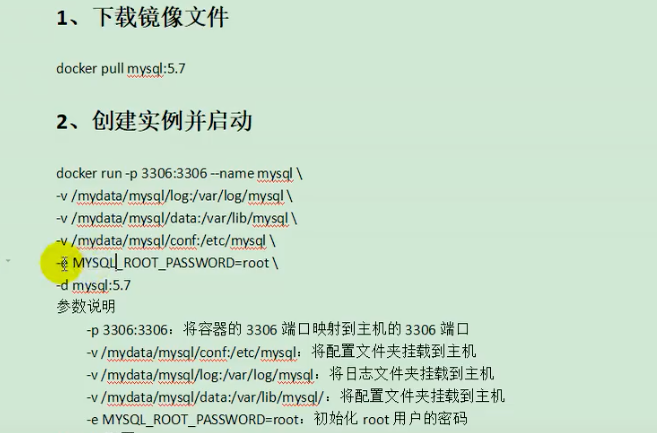 1、下载镜像文件
docker pull mysql:5.7
2、创建实例并启动
docker run -p 3306:3306 --name mysql \
-v /mydata/mysql/log:/var/log/mysql \
-v /mydata/mysql/data:/var/lib/mysql \
-v /mydata/mysql/conf:/etc/mysql \
-e MYSQL_ROOT_PASSWORD=root \
-d mysql:5.7
参数说明
-p 3306:3306：将容器的 3306 端口映射到主机的 3306 端口
-v /mydata/mysql/conf:/etc/mysql：将配置文件夹挂载到主机
-v /mydata/mysql/log:/var/log/mysql：将日志文件夹挂载到主机
-v /mydata/mysql/data:/var/lib/mysql/：将配置文件夹挂载到主机
-e MYSQL_ROOT_PASSWORD=root：初始化 root 用户的密码